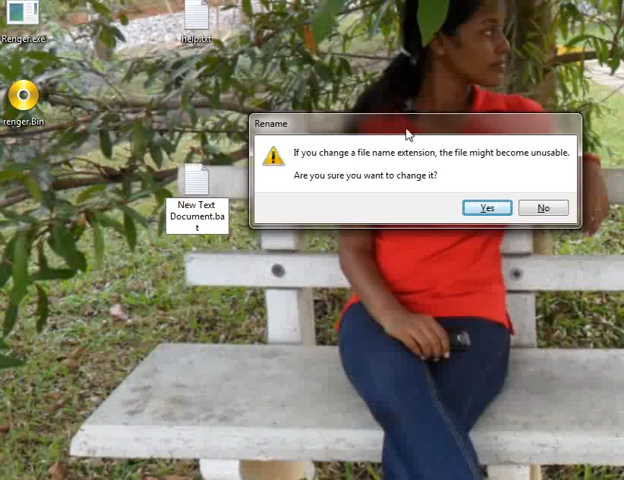 Renger.exe
help.txt
renger.Bin
Rename
If you change a file name extension, the file might become unusable.
Are you sure you want to change it?
Yes
No
New Text
Document.ba
t